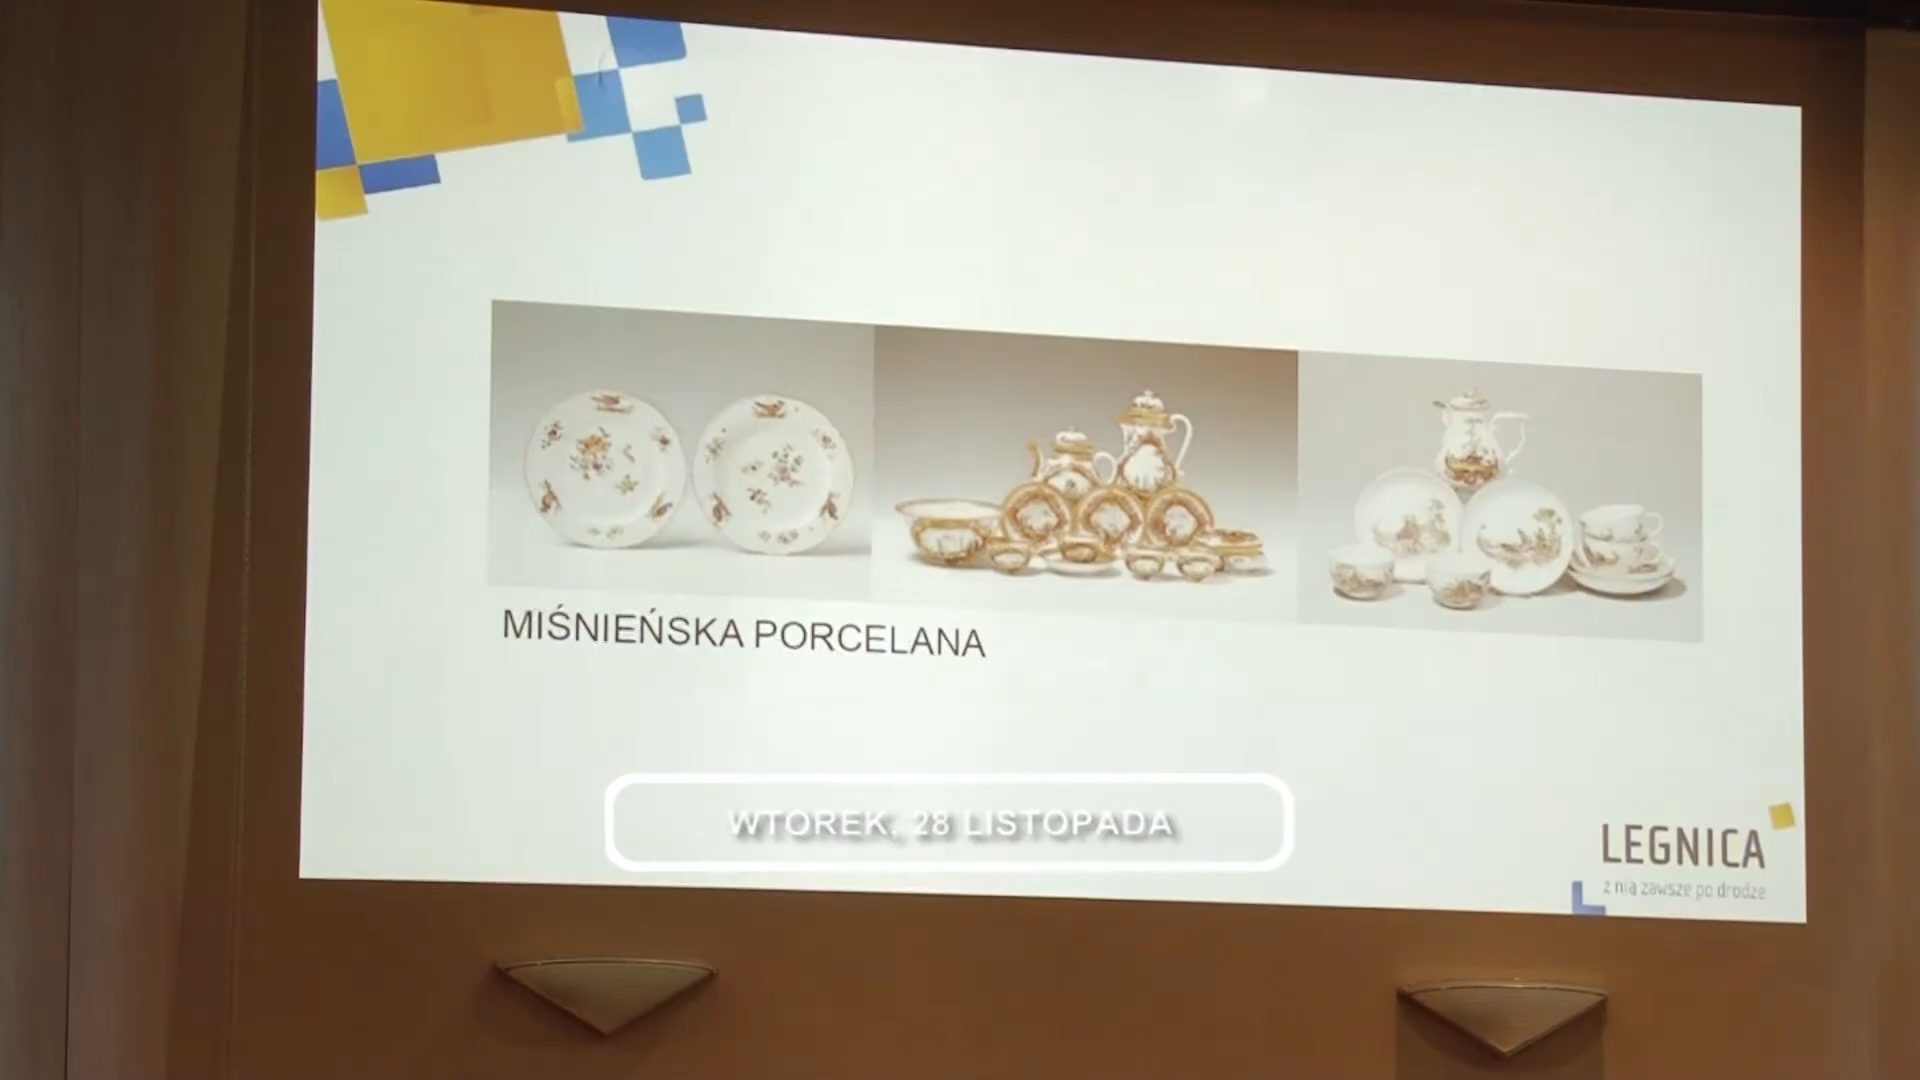 MIŚNIEŃSKA PORCELANA
WTOREK, 28 LISTOPADA
LEGNICA
z nią zawsze po drodze